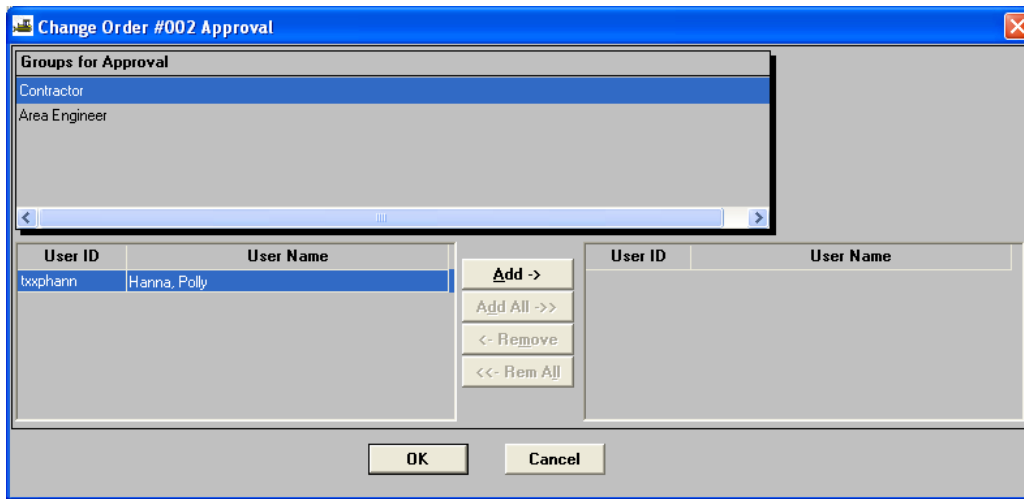 Change Order #002 Approval
Groups for Approval
Contractor
Area Engineer
User ID User Name
txxphann Hanna, Polly
Add ->
Add All ->>
<- Remove
<<- Rem All
User ID User Name
OK Cancel